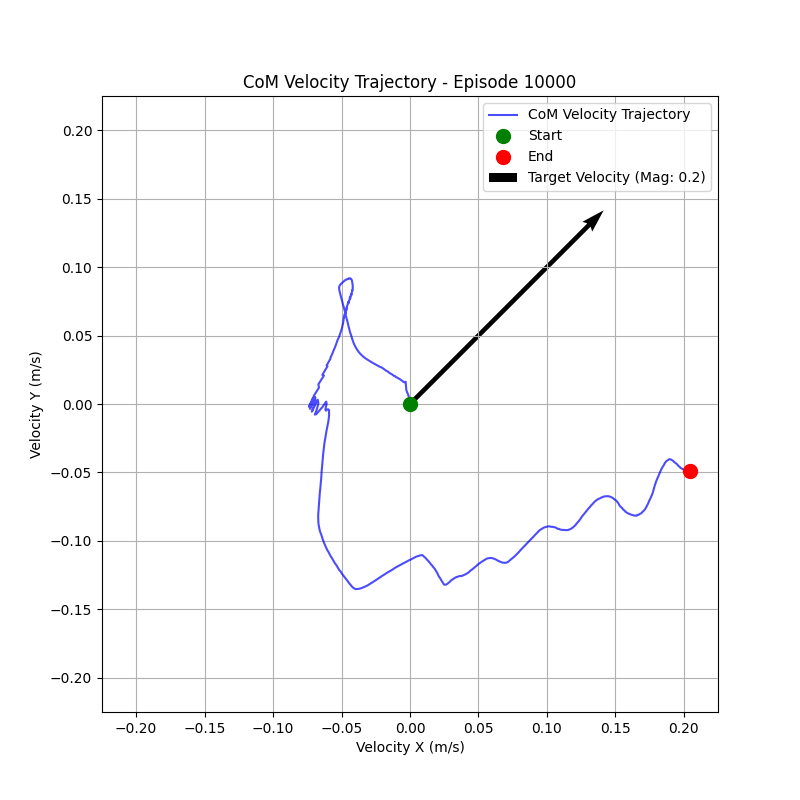 CoM Velocity Trajectory - Episode 10000
CoM Velocity Trajectory
Start
End
Target Velocity (Mag: 0.2)
0.20
0.15
0.10
0.05
0.00
−0.05
−0.10
−0.15
−0.20
Velocity Y (m/s)
−0.20 −0.15 −0.10 −0.05 0.00 0.05 0.10 0.15 0.20
Velocity X (m/s)